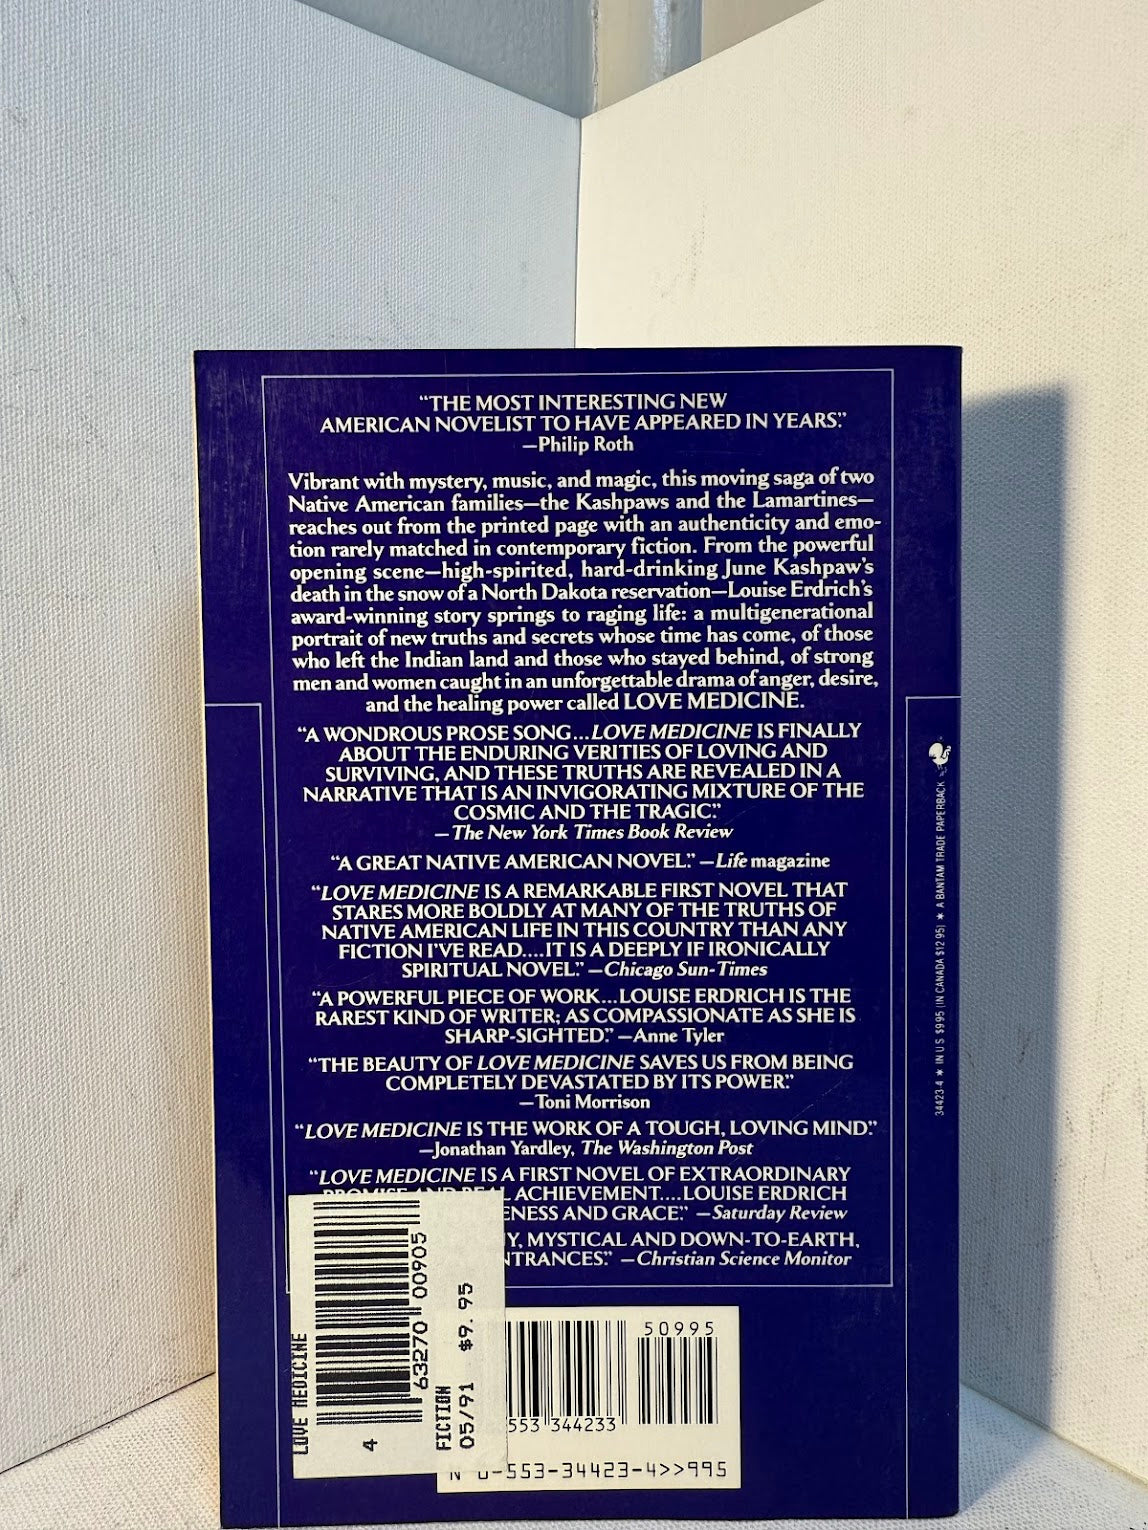 “THE MOST INTERESTING NEW
AMERICAN NOVELIST TO HAVE APPEARED IN YEARS.”
—Philip Roth
Vibrant with mystery, music, and magic, this moving saga of two
Native American families—the Kashpaws and the Lamartines—
reaches out from the printed page with an authenticity and emo-
tion rarely matched in contemporary fiction. From the powerful
opening scene—high-spirited, hard-drinking June Kashpaw’s
death in the snow of a North Dakota reservation—Louise Erdrich’s
award-winning story springs to raging life: a multigenerational
portrait of new truths and secrets whose time has come, of those
who left the Indian land and those who stayed behind, of strong
men and women caught in an unforgettable drama of anger, desire,
and the healing power called LOVE MEDICINE.
“A WONDROUS PROSE SONG...LOVE MEDICINE IS FINALLY
ABOUT THE ENDURING VERITIES OF LOVING AND
SURVIVING, AND THESE TRUTHS ARE REVEALED IN A
NARRATIVE THAT IS AN INVIGORATING MIXTURE OF THE
COSMIC AND THE TRAGIC.”
—The New York Times Book Review
“A GREAT NATIVE AMERICAN NOVEL.” —Life magazine
“LOVE MEDICINE IS A REMARKABLE FIRST NOVEL THAT
STARES MORE BOLDLY AT MANY OF THE TRUTHS OF
NATIVE AMERICAN LIFE IN THIS COUNTRY THAN ANY
FICTION I’VE READ....IT IS A DEEPLY IF IRONICALLY
SPIRITUAL NOVEL.” —Chicago Sun-Times
“A POWERFUL PIECE OF WORK...LOUISE ERDRICH IS THE
RAREST KIND OF WRITER; AS COMPASSIONATE AS SHE IS
SHARP-SIGHTED.” —Anne Tyler
“THE BEAUTY OF LOVE MEDICINE SAVES US FROM BEING
COMPLETELY DEVASTATED BY ITS POWER.”
—Toni Morrison
“LOVE MEDICINE IS THE WORK OF A TOUGH, LOVING MIND.”
—Jonathan Yardley, The Washington Post
“LOVE MEDICINE IS A FIRST NOVEL OF EXTRAORDINARY
PROMISE AND REAL ACHIEVEMENT....LOUISE ERDRICH
ENESS AND GRACE.” —Saturday Review
NY, MYSTICAL AND DOWN-TO-EARTH,
NTRANCES.” —Christian Science Monitor
34423-4 * IN U.S. $9.95 (IN CANADA $12.95) * A BANTAM TRADE PAPERBACK
LOVE MEDICINE
4
63270 00905
FICTION
05/91 $9.95
50995
553 344233
N 0-553-34423-4>>995